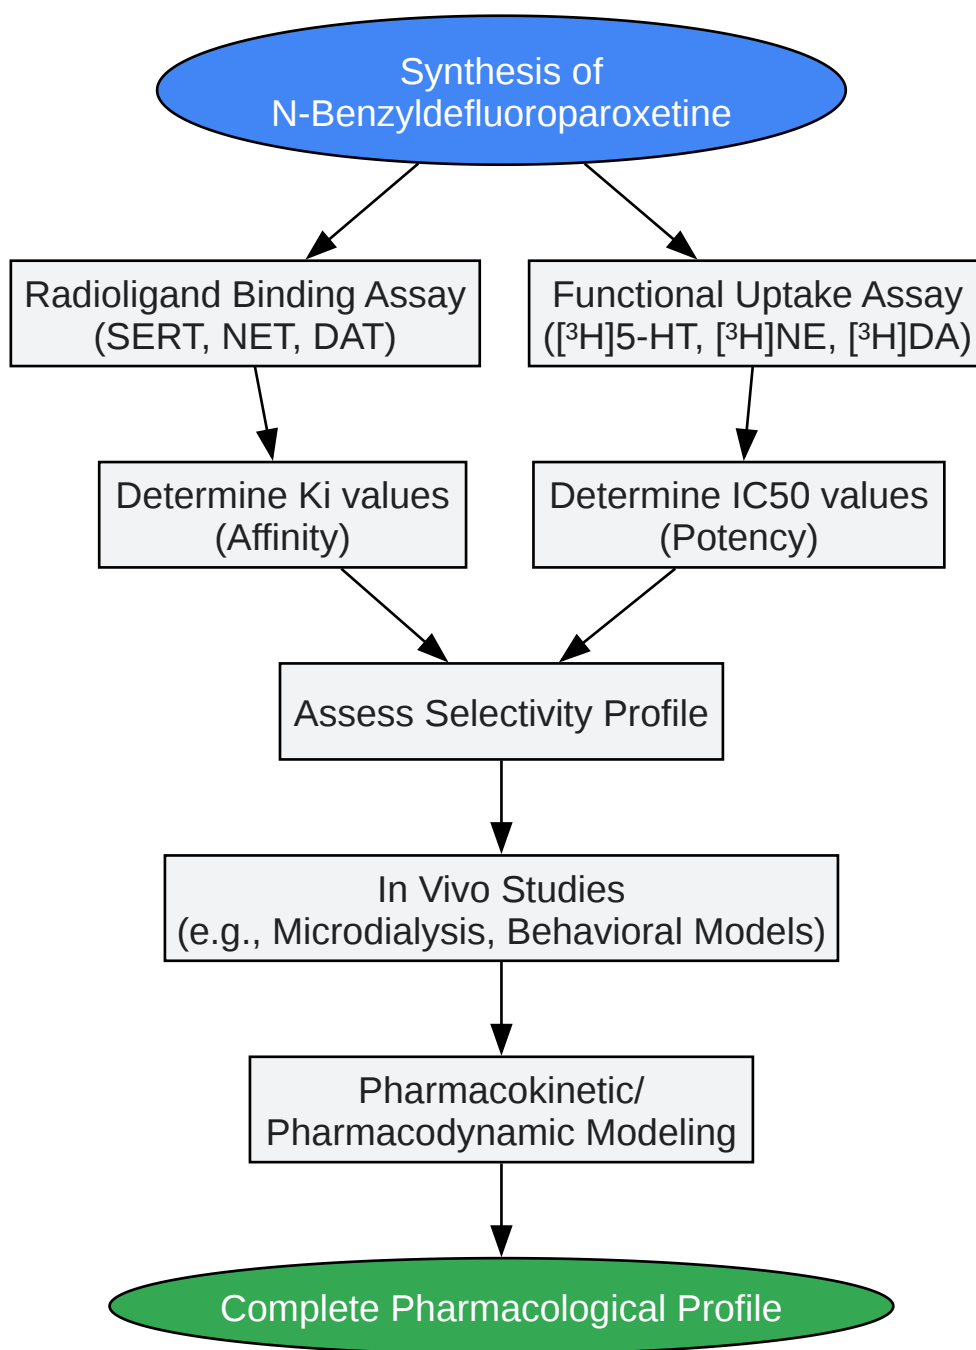 Synthesis of
N-Benzyldefluoroparoxetine
Radioligand Binding Assay
(SERT, NET, DAT)
Functional Uptake Assay
([³H]5-HT, [³H]NE, [³H]DA)
Determine Ki values
(Affinity)
Determine IC50 values
(Potency)
Assess Selectivity Profile
In Vivo Studies
(e.g., Microdialysis, Behavioral Models)
Pharmacokinetic/
Pharmacodynamic Modeling
Complete Pharmacological Profile